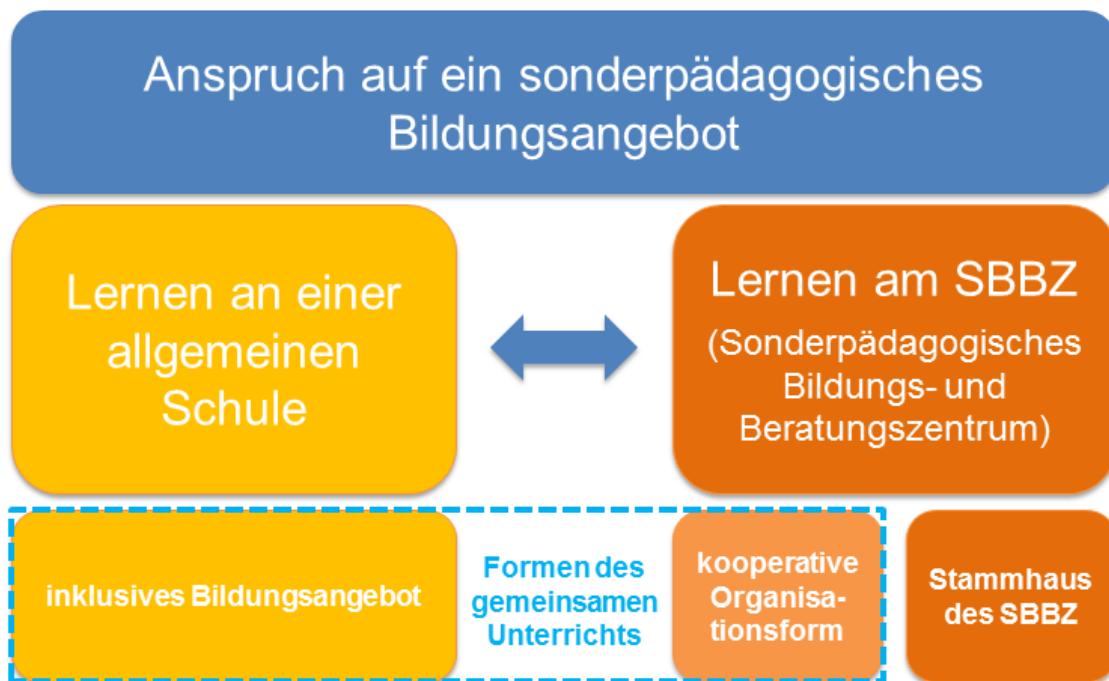 Anspruch auf ein sonderpädagogisches
Bildungsangebot
Lernen an einer
allgemeinen
Schule
Lernen am SBBZ
(Sonderpädagogisches
Bildungs- und
Beratungszentrum)
inklusives Bildungsangebot
Formen des
gemeinsamen
Unterrichts
kooperative
Organisa-
tionsform
Stammhaus
des SBBZ